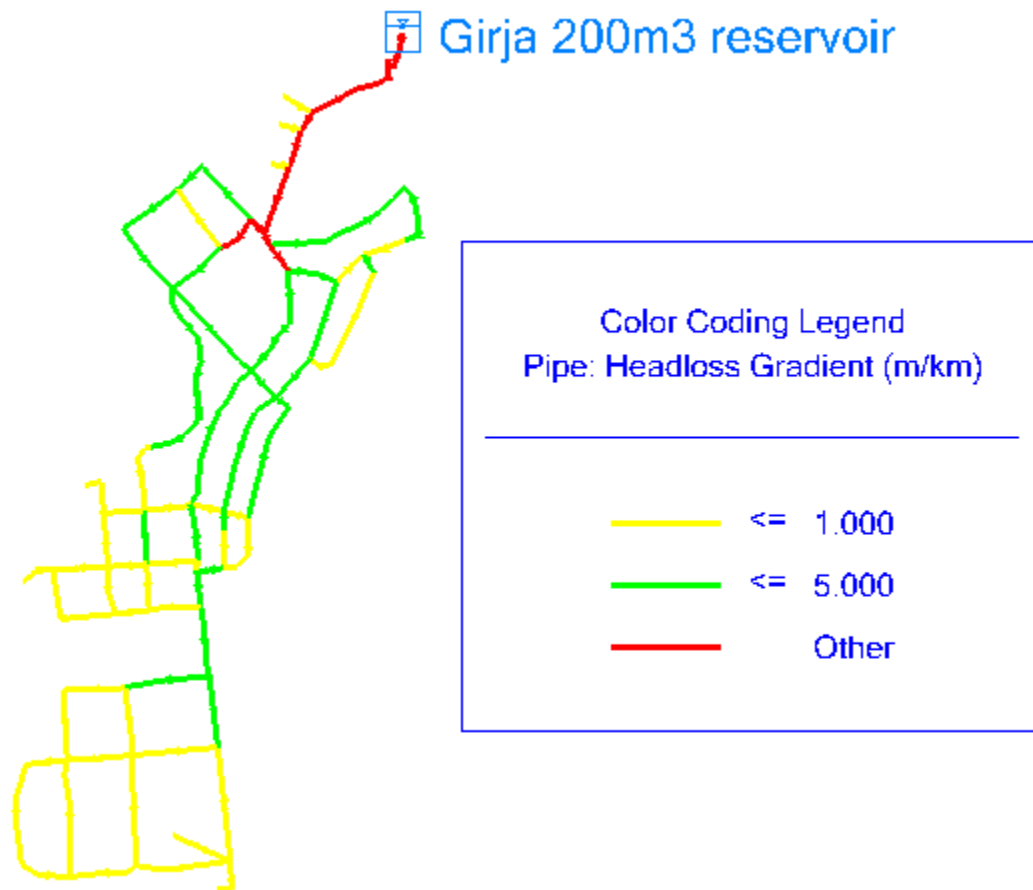 Girja 200m3 reservoir
Color Coding Legend
Pipe: Headloss Gradient (m/km)
<= 1.000
<= 5.000
Other